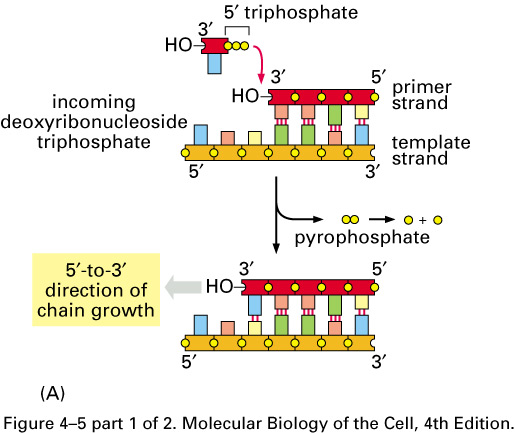 5′ triphosphate
3′
HO
3′
5′
HO
primer
strand
incoming
deoxyribonucleoside
triphosphate
template
strand
5′
3′
+
pyrophosphate
5′-to-3′
direction of
chain growth
3′
5′
HO
5′
3′
(A)
Figure 4–5 part 1 of 2. Molecular Biology of the Cell, 4th Edition.